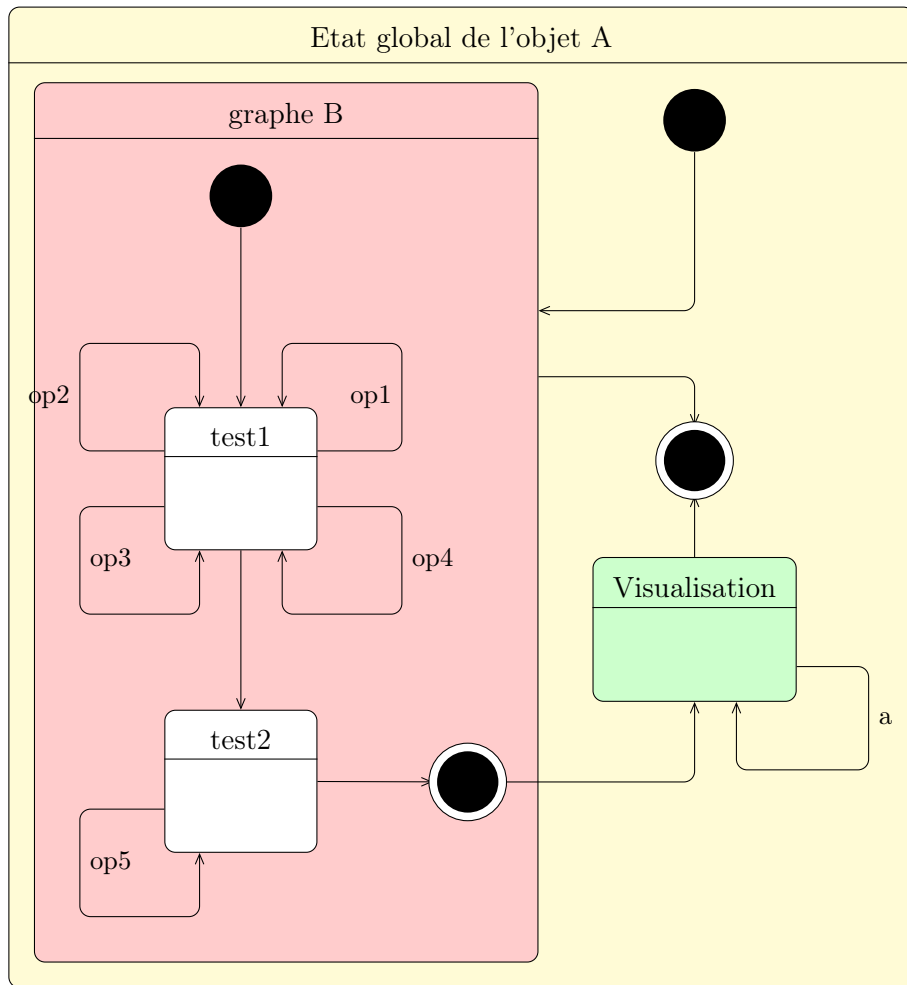 Etat global de l'objet A
graphe B
op2
op1
test1
op3
op4
Visualisation
a
test2
op5